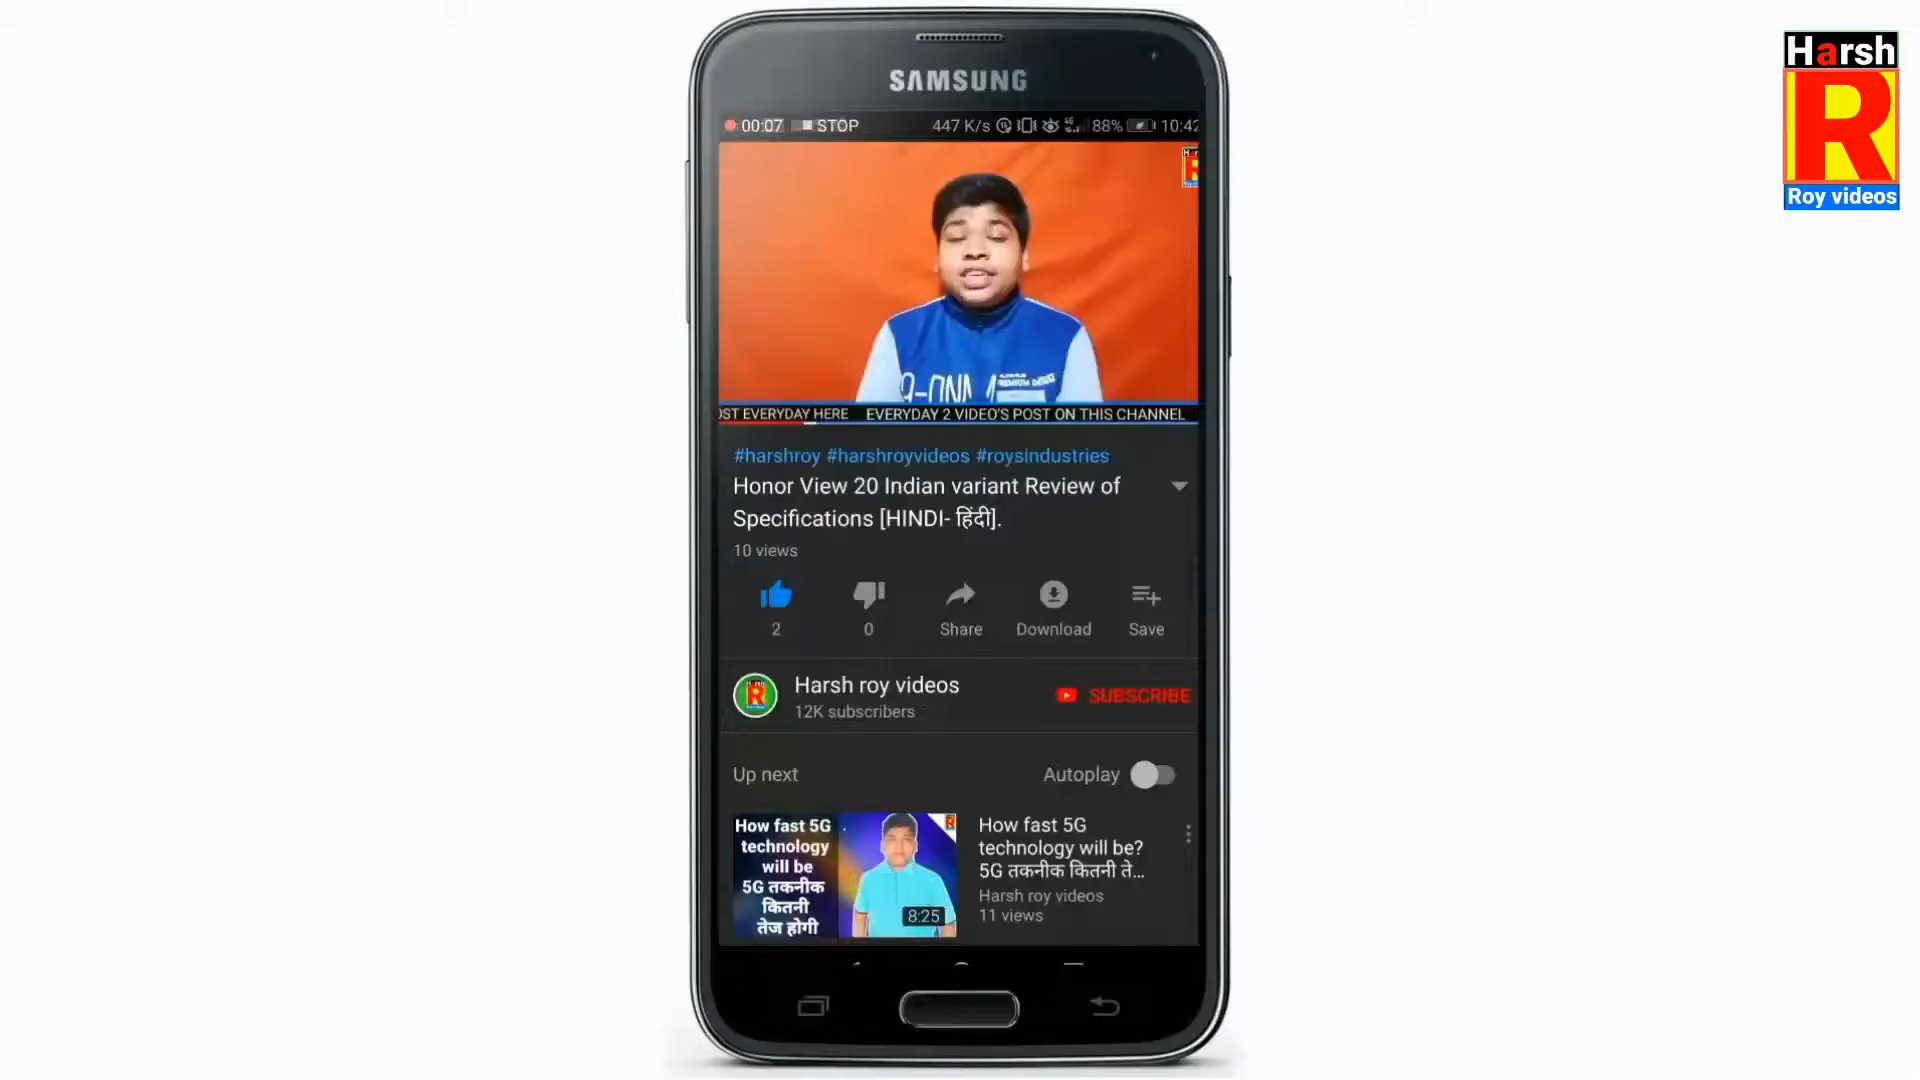 Harsh
R
Roy videos
SAMSUNG
00:07 STOP 447 K/s 88% 10:42
EVERYDAY HERE EVERYDAY 2 VIDEO'S POST ON THIS CHANNEL
#harshroy #harshroyvideos #roysindustries
Honor View 20 Indian variant Review of
Specifications [HINDI- हिंदी].
10 views
2 0 Share Download Save
Harsh roy videos
12K subscribers
SUBSCRIBE
Up next Autoplay
How fast 5G
technology
will be
5G तकनीक
कितनी
तेज होगी
8:25
How fast 5G
technology will be?
5G तकनीक कितनी ते...
Harsh roy videos
11 views